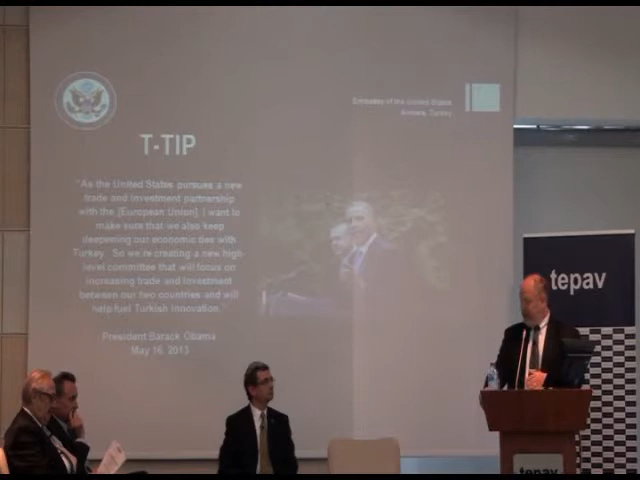 Embassy of the United States
Ankara, Turkey
T-TIP
"As the United States pursues a new
trade and investment partnership
with the [European Union], I want to
make sure that we also keep
deepening our economic ties with
Turkey. So we're creating a new high-
level committee that will focus on
increasing trade and investment
between our two countries and will
help fuel Turkish innovation."
President Barack Obama
May 16, 2013
tepav
tepav